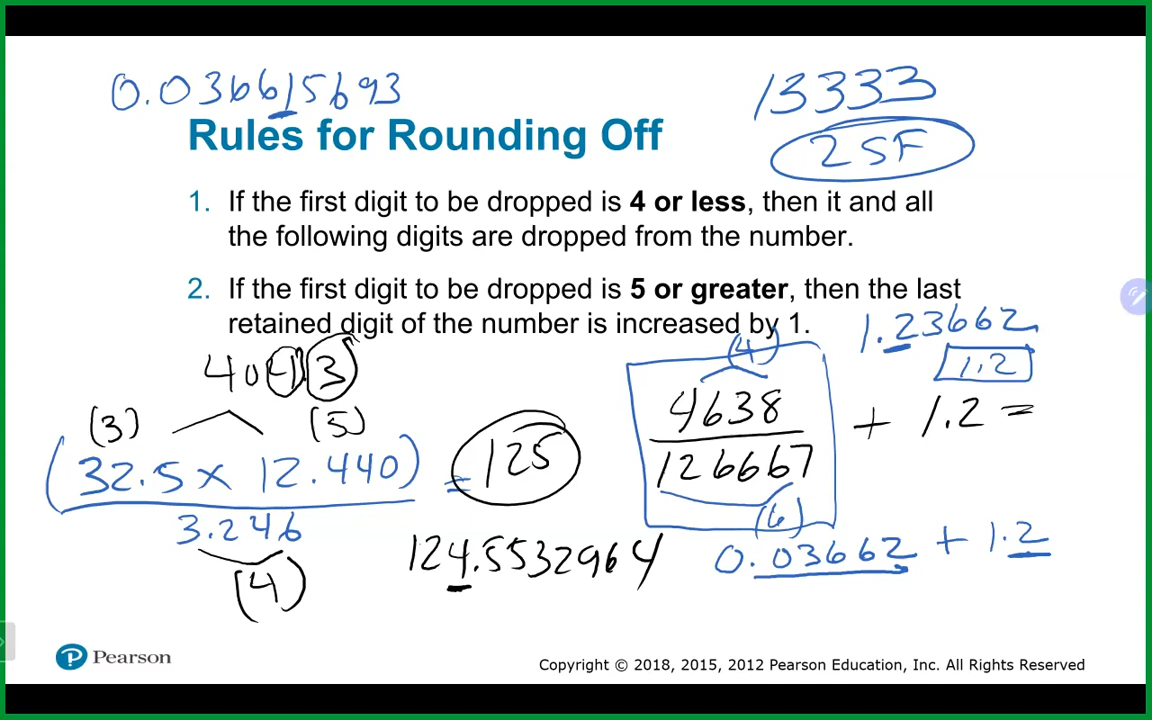 0.036615693
13333
2 SF
Rules for Rounding Off
1. If the first digit to be dropped is 4 or less, then it and all
the following digits are dropped from the number.
2. If the first digit to be dropped is 5 or greater, then the last
retained digit of the number is increased by 1.
1.23662
1.2
(4)
4638
126667
(6)
+ 1.2 =
0.03662 + 1.2
(3) (5)
(32.5 x 12.440) = 125
3.246
(4)
124.5532964
Pearson
Copyright © 2018, 2015, 2012 Pearson Education, Inc. All Rights Reserved